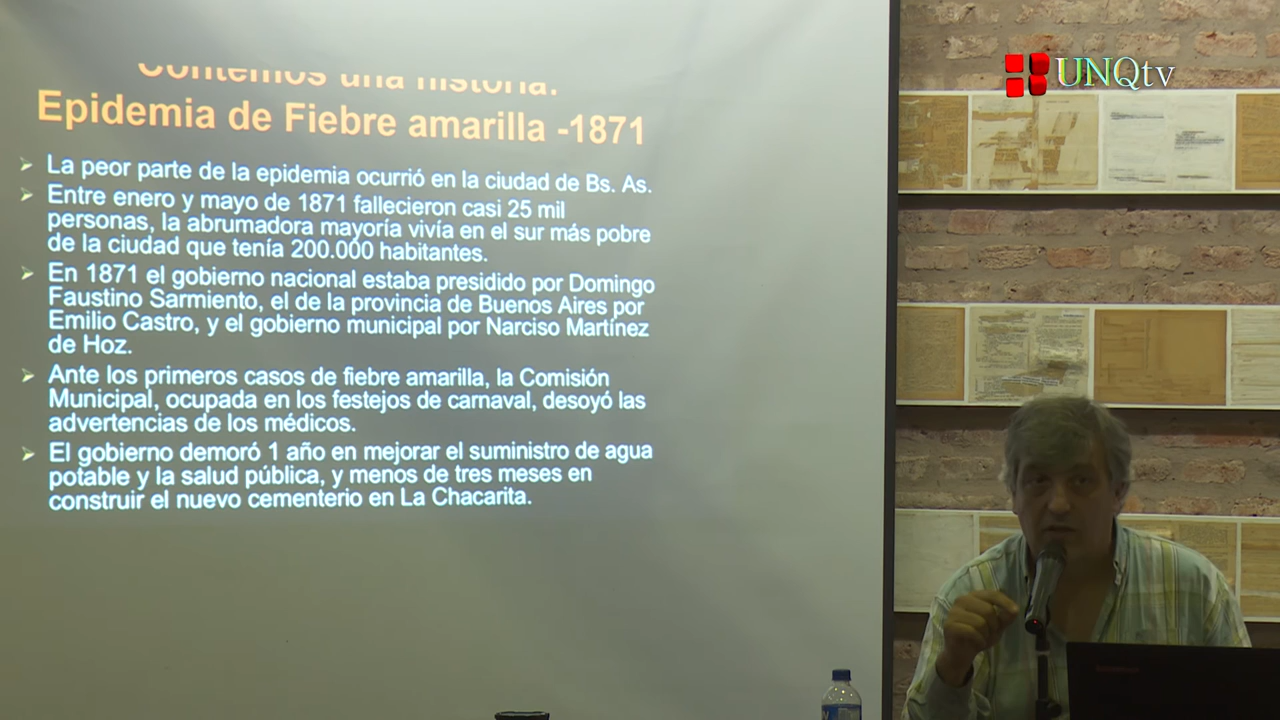 UNQtv
Contemos una historia.
Epidemia de Fiebre amarilla -1871
La peor parte de la epidemia ocurrió en la ciudad de Bs. As.
Entre enero y mayo de 1871 fallecieron casi 25 mil
personas, la abrumadora mayoría vivía en el sur más pobre
de la ciudad que tenía 200.000 habitantes.
En 1871 el gobierno nacional estaba presidido por Domingo
Faustino Sarmiento, el de la provincia de Buenos Aires por
Emilio Castro, y el gobierno municipal por Narciso Martínez
de Hoz.
Ante los primeros casos de fiebre amarilla, la Comisión
Municipal, ocupada en los festejos de carnaval, desoyó las
advertencias de los médicos.
El gobierno demoró 1 año en mejorar el suministro de agua
potable y la salud pública, y menos de tres meses en
construir el nuevo cementerio en La Chacarita.